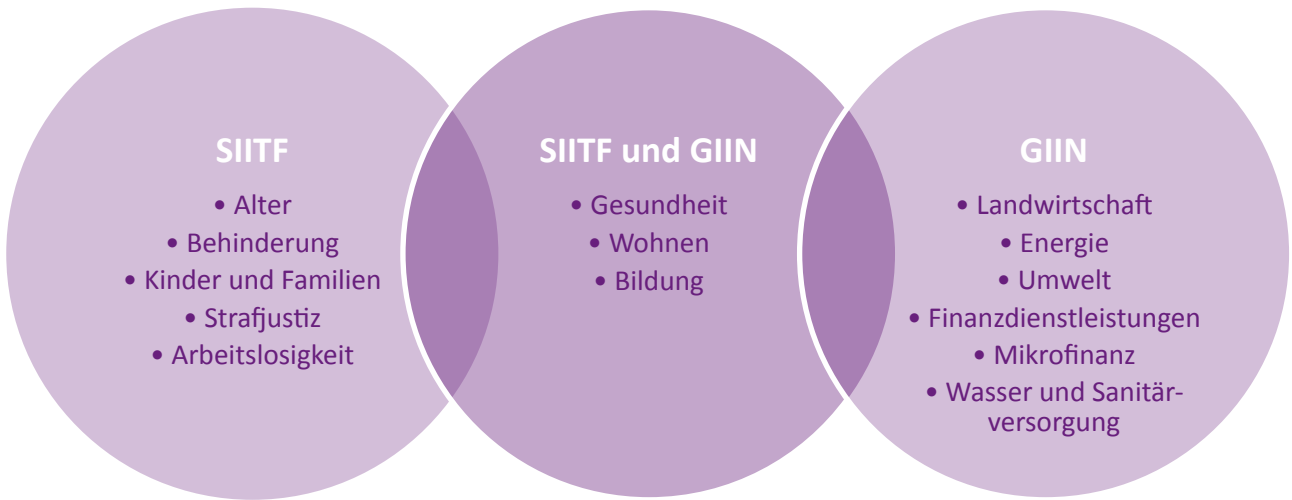 SIITF
• Alter
• Behinderung
• Kinder und Familien
• Strafjustiz
• Arbeitslosigkeit
SIITF und GIIN
• Gesundheit
• Wohnen
• Bildung
GIIN
• Landwirtschaft
• Energie
• Umwelt
• Finanzdienstleistungen
• Mikrofinanz
• Wasser und Sanitär-
versorgung